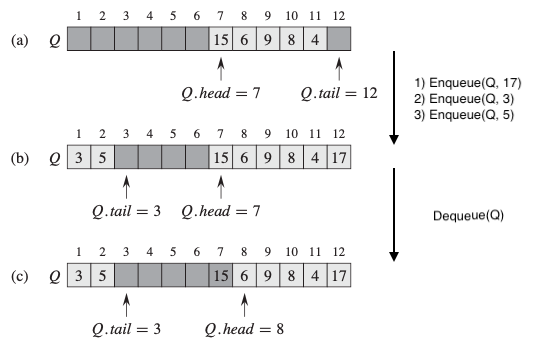 1 2 3 4 5 6 7 8 9 10 11 12
(a) Q 15 6 9 8 4
Q.head = 7 Q.tail = 12
1) Enqueue(Q, 17)
2) Enqueue(Q, 3)
3) Enqueue(Q, 5)
1 2 3 4 5 6 7 8 9 10 11 12
(b) Q 3 5 15 6 9 8 4 17
Q.tail = 3 Q.head = 7
Dequeue(Q)
1 2 3 4 5 6 7 8 9 10 11 12
(c) Q 3 5 15 6 9 8 4 17
Q.tail = 3 Q.head = 8